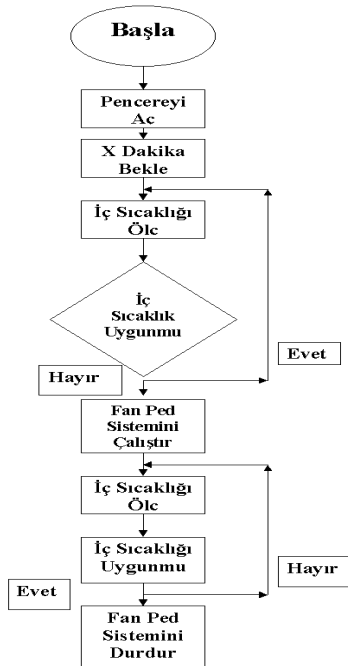 Başla
Pencereyi
Ac
X Dakika
Bekle
İç Sıcaklığı
Ölc
İç
Sıcaklık
Uygunmu
Evet
Hayır
Fan Ped
Sistemini
Çalıştır
İç Sıcaklığı
Ölc
İç Sıcaklığı
Uygunmu
Hayır
Evet
Fan Ped
Sistemini
Durdur